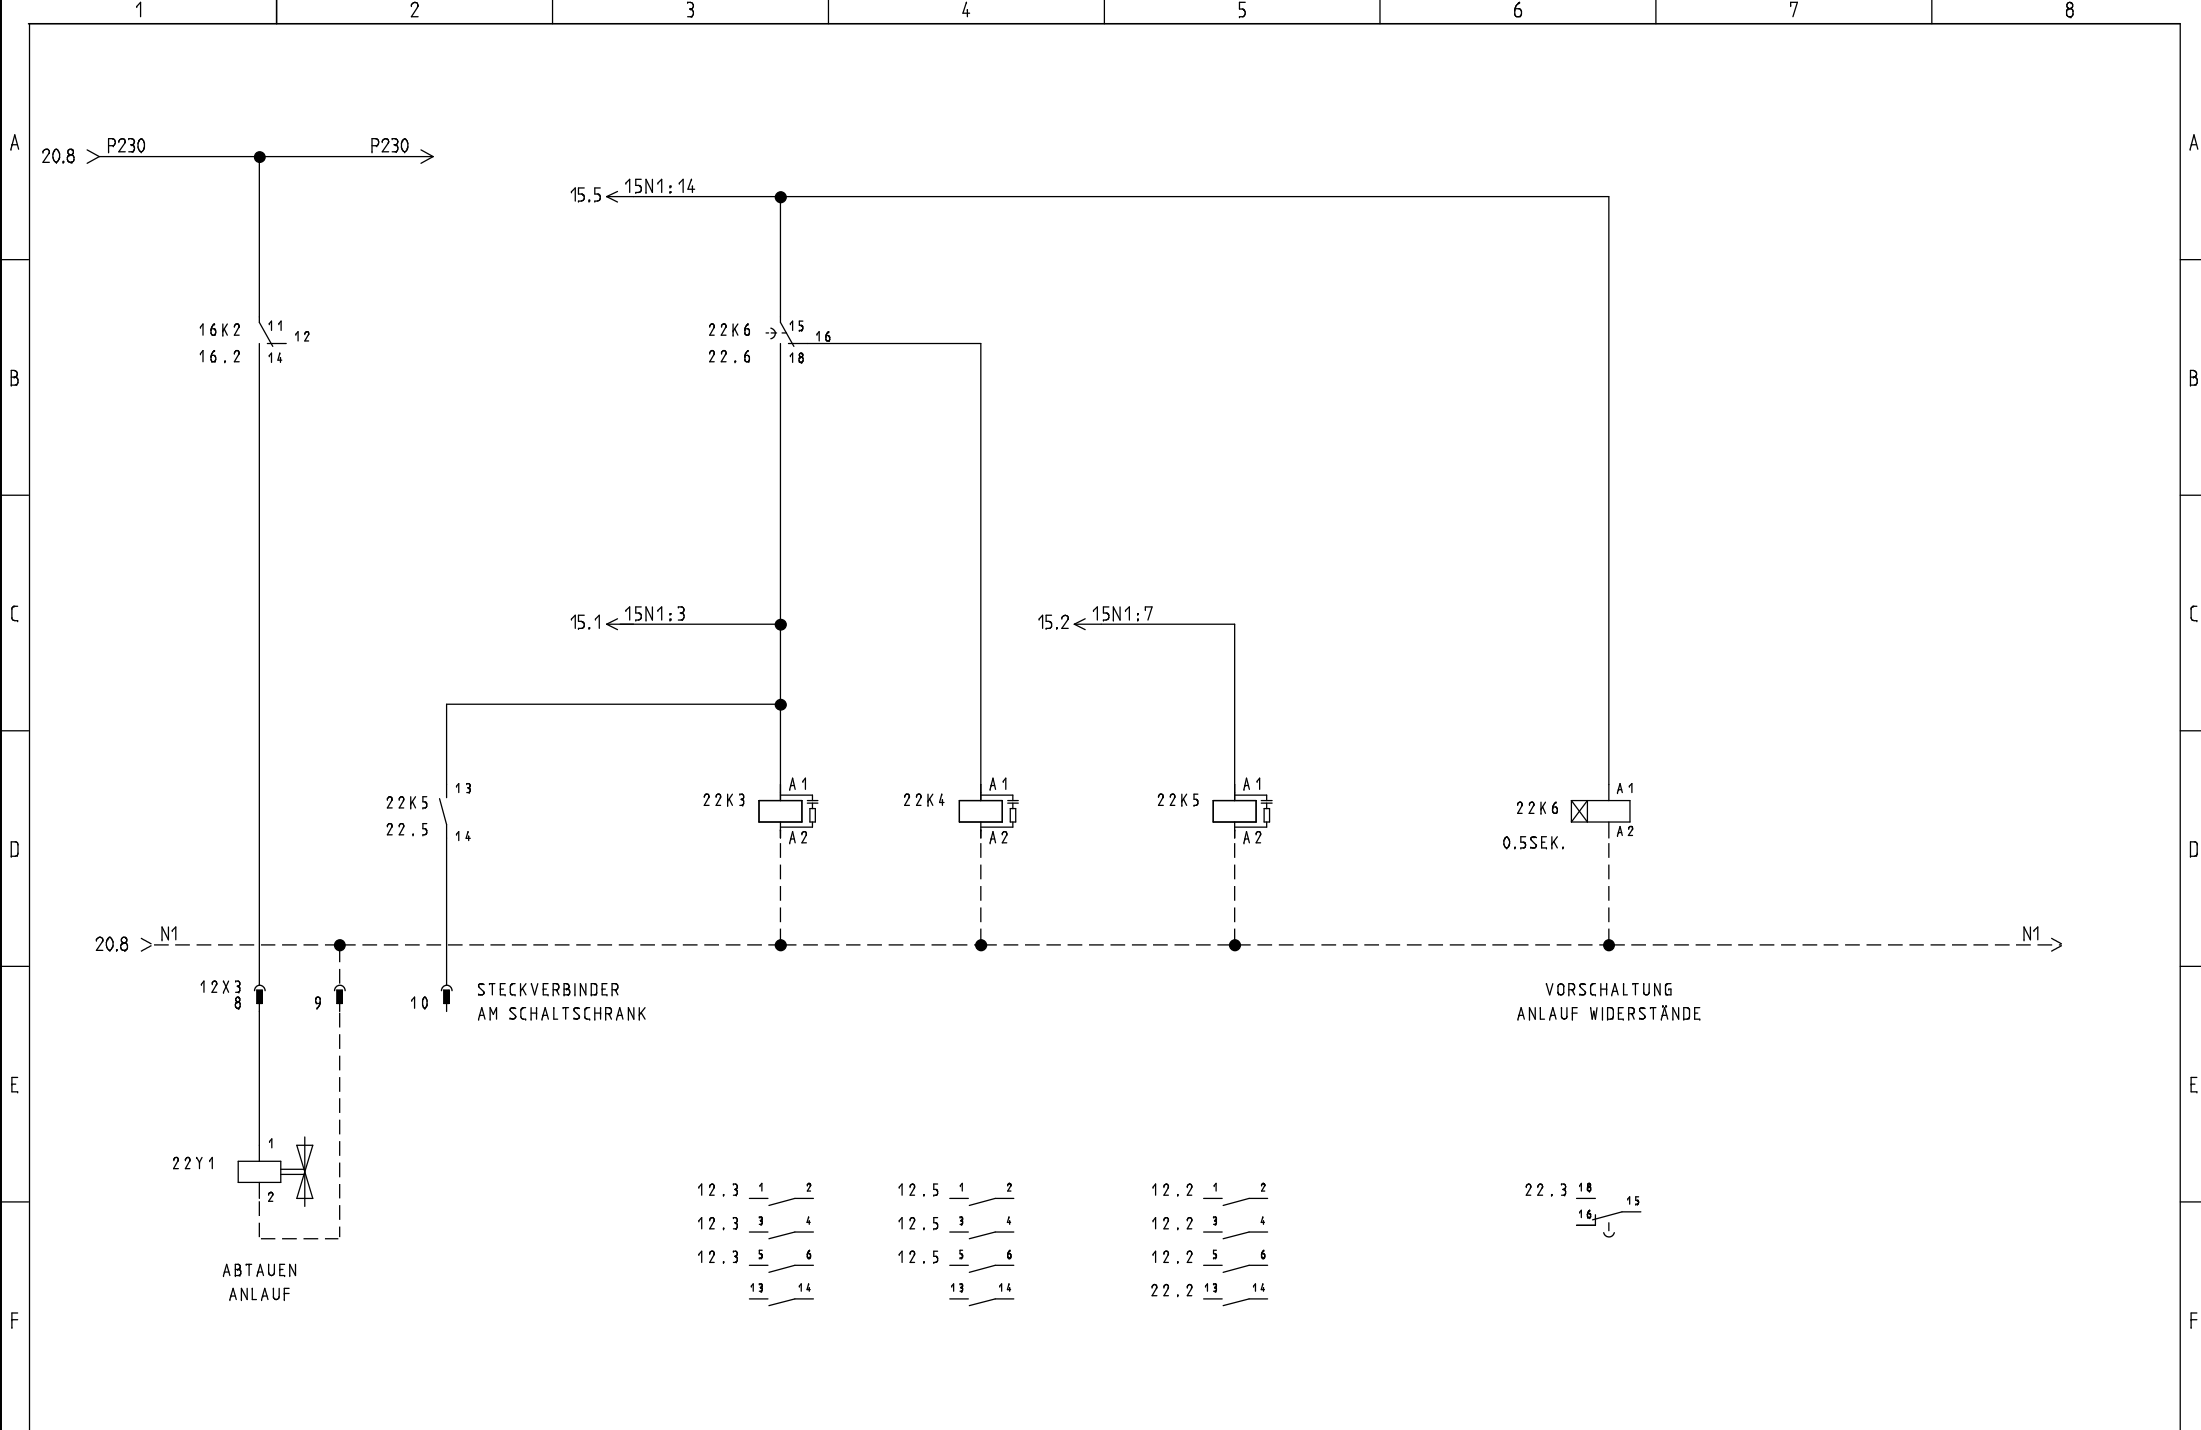 1 2 3 4 5 6 7 8
A A
20.8 P230 P230
15.5 15N1:14
16K2 11 12
16.2 14
22K6 15 16
22.6 18
B B
C C
15.1 15N1:3
15.2 15N1:7
22K5 13
22.5 14
22K3 A1
A2
22K4 A1
A2
22K5 A1
A2
22K6 A1
0.5SEK. A2
D D
20.8 N1 N1
12X3
8 9 10
STECKVERBINDER
AM SCHALTSCHRANK
VORSCHALTUNG
ANLAUF WIDERSTÄNDE
E E
22Y1 1
2
12.3 1 2
12.3 3 4
12.3 5 6
13 14
12.5 1 2
12.5 3 4
12.5 5 6
13 14
12.2 1 2
12.2 3 4
12.2 5 6
22.2 13 14
22.3 18
16 15
ABTAUEN
ANLAUF
F F